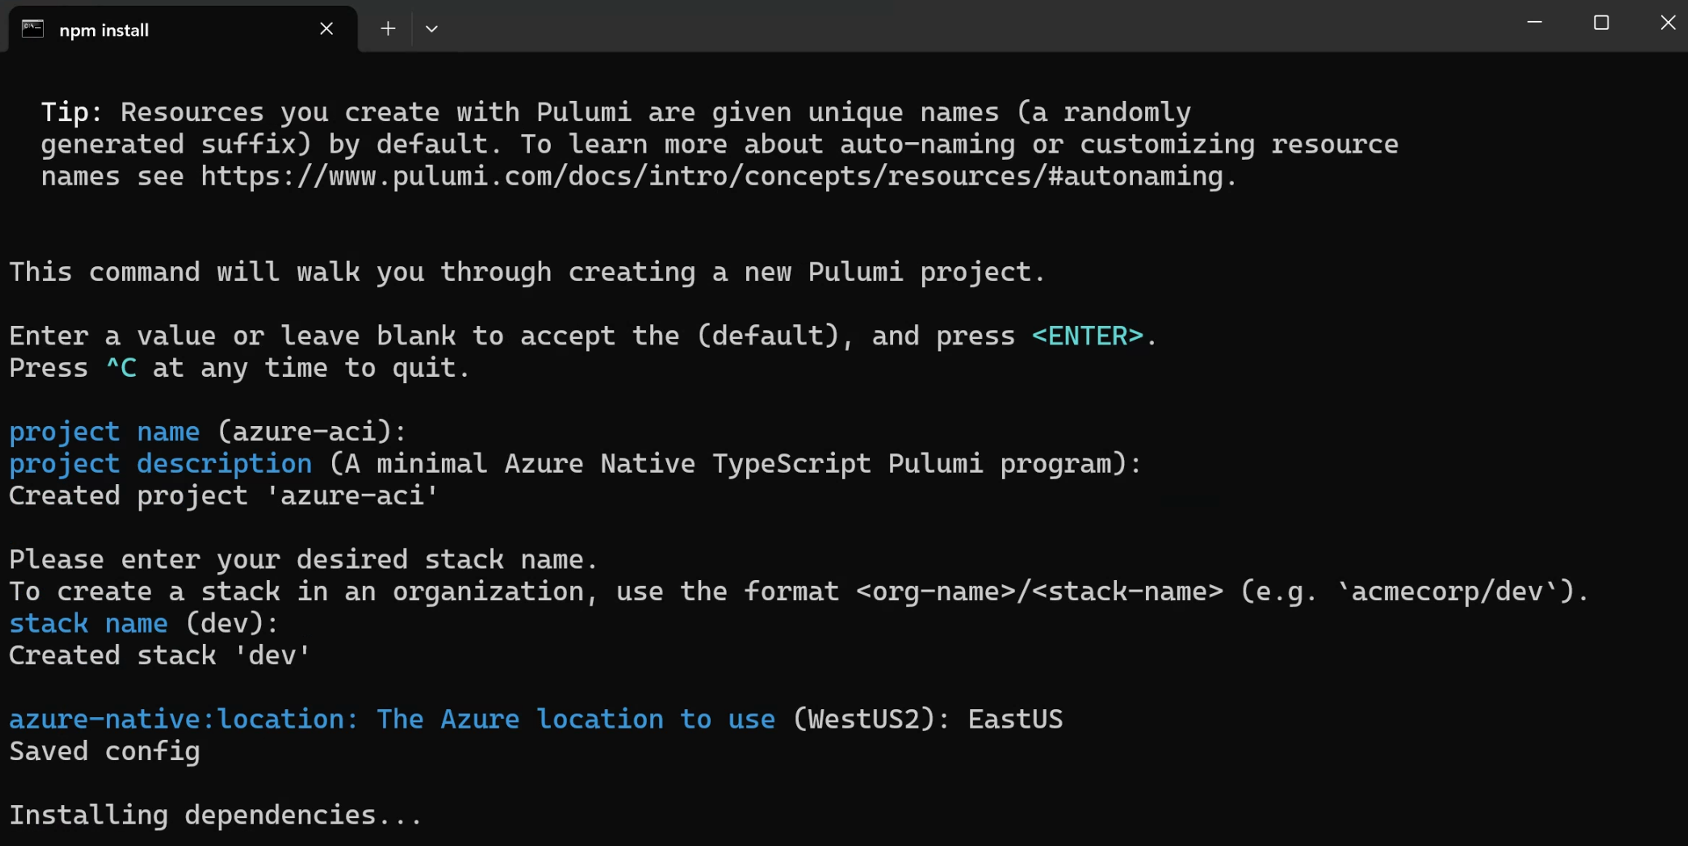 npm install
Tip: Resources you create with Pulumi are given unique names (a randomly
generated suffix) by default. To learn more about auto-naming or customizing resource
names see https://www.pulumi.com/docs/intro/concepts/resources/#autonaming.
This command will walk you through creating a new Pulumi project.
Enter a value or leave blank to accept the (default), and press <ENTER>.
Press ^C at any time to quit.
project name (azure-aci):
project description (A minimal Azure Native TypeScript Pulumi program):
Created project 'azure-aci'
Please enter your desired stack name.
To create a stack in an organization, use the format <org-name>/<stack-name> (e.g. `acmecorp/dev`).
stack name (dev):
Created stack 'dev'
azure-native:location: The Azure location to use (WestUS2): EastUS
Saved config
Installing dependencies...